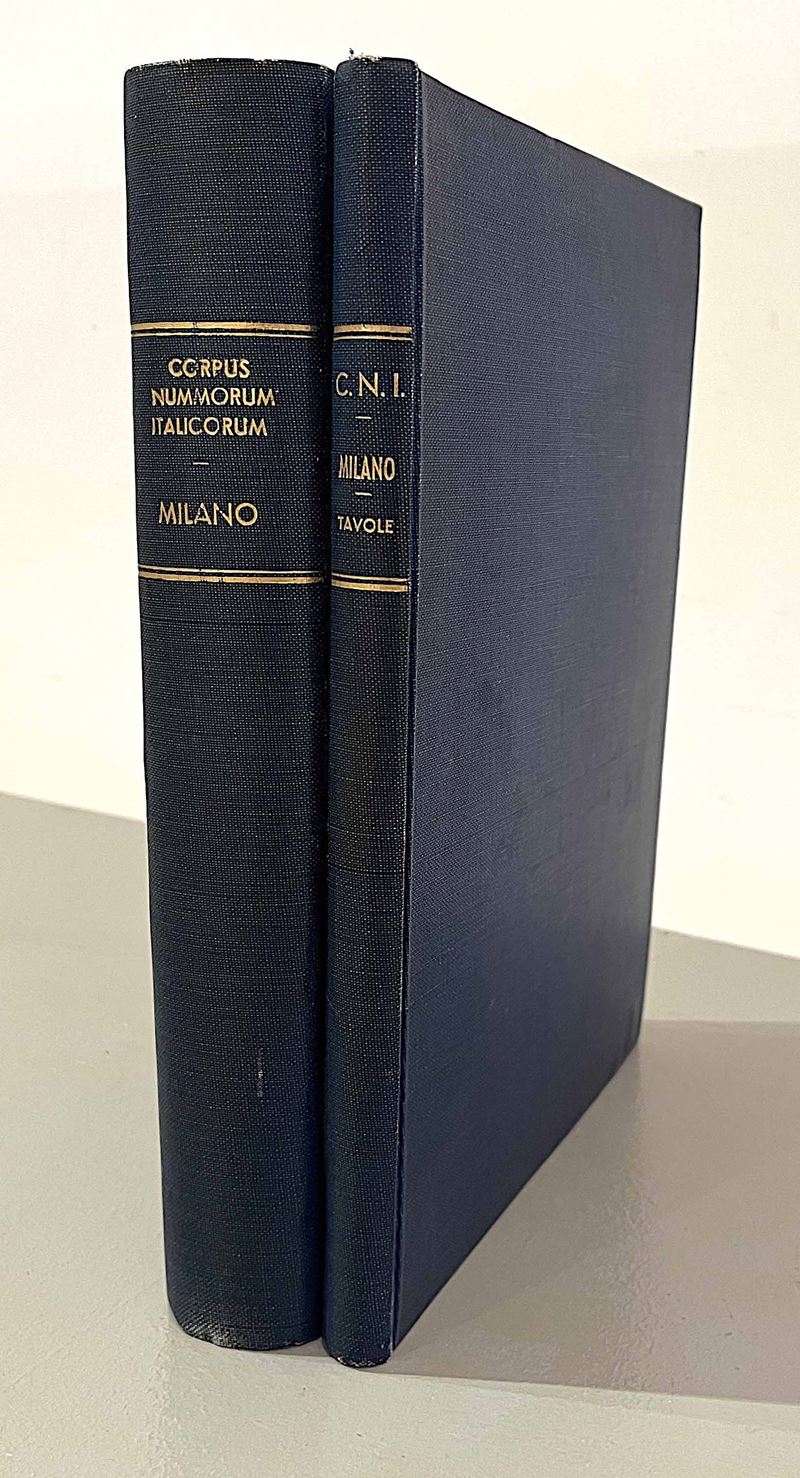 CORPUS
NUMMORUM
ITALICORUM
—
MILANO
C. N. I.
—
MILANO
—
TAVOLE